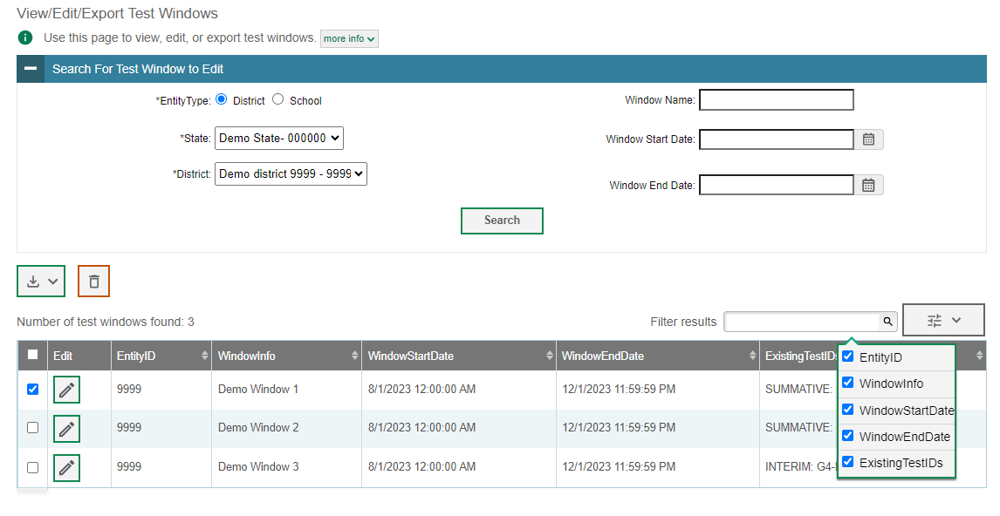 View/Edit/Export Test Windows
Use this page to view, edit, or export test windows. more info
Search For Test Window to Edit
*EntityType: District School
Window Name:
*State: Demo State- 000000
Window Start Date:
*District: Demo district 9999 - 9999
Window End Date:
Search
Number of test windows found: 3
Filter results
Edit EntityID WindowInfo WindowStartDate WindowEndDate ExistingTestIDs
9999 Demo Window 1 8/1/2023 12:00:00 AM 12/1/2023 11:59:59 PM SUMMATIVE:
9999 Demo Window 2 8/1/2023 12:00:00 AM 12/1/2023 11:59:59 PM SUMMATIVE:
9999 Demo Window 3 8/1/2023 12:00:00 AM 12/1/2023 11:59:59 PM INTERIM: G4-
EntityID
WindowInfo
WindowStartDate
WindowEndDate
ExistingTestIDs